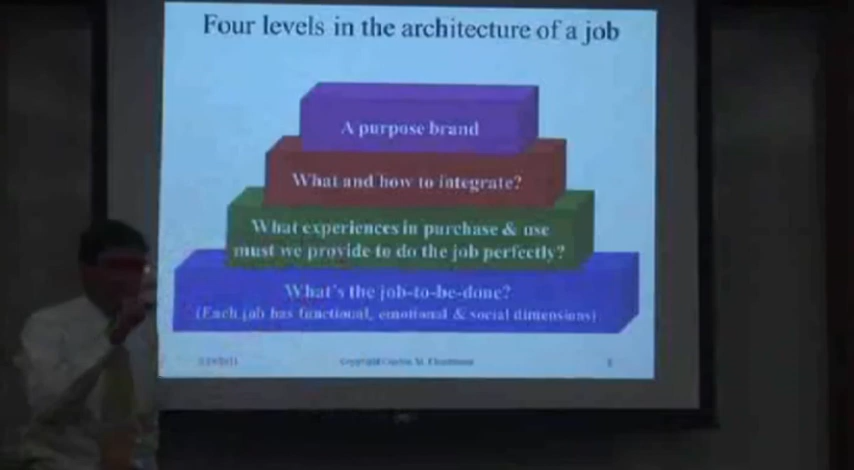 Four levels in the architecture of a job
A purpose brand
What and how to integrate?
What experiences in purchase & use
must we provide to do the job perfectly?
What's the job-to-be-done?
(Each job has functional, emotional & social dimensions)
Copyright